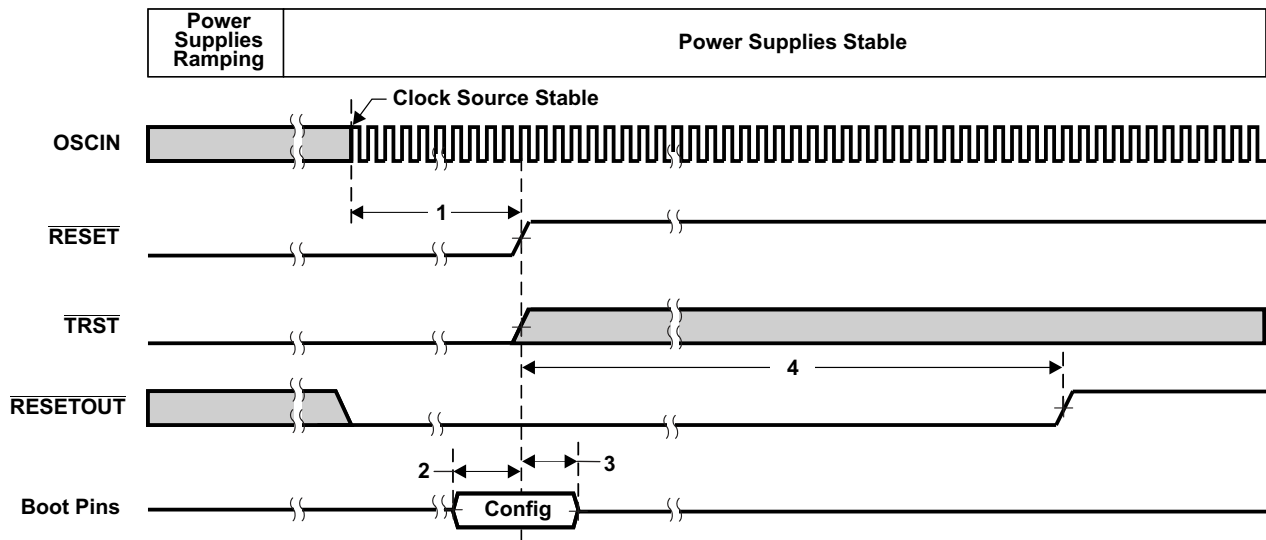 Power
Supplies
Ramping
Power Supplies Stable
Clock Source Stable
OSCIN
1
RESET
TRST
4
RESETOUT
2
3
Boot Pins
Config